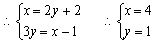 ∴ { x = 2y + 2   ∴ { x = 4
3y = x − 1   y = 1